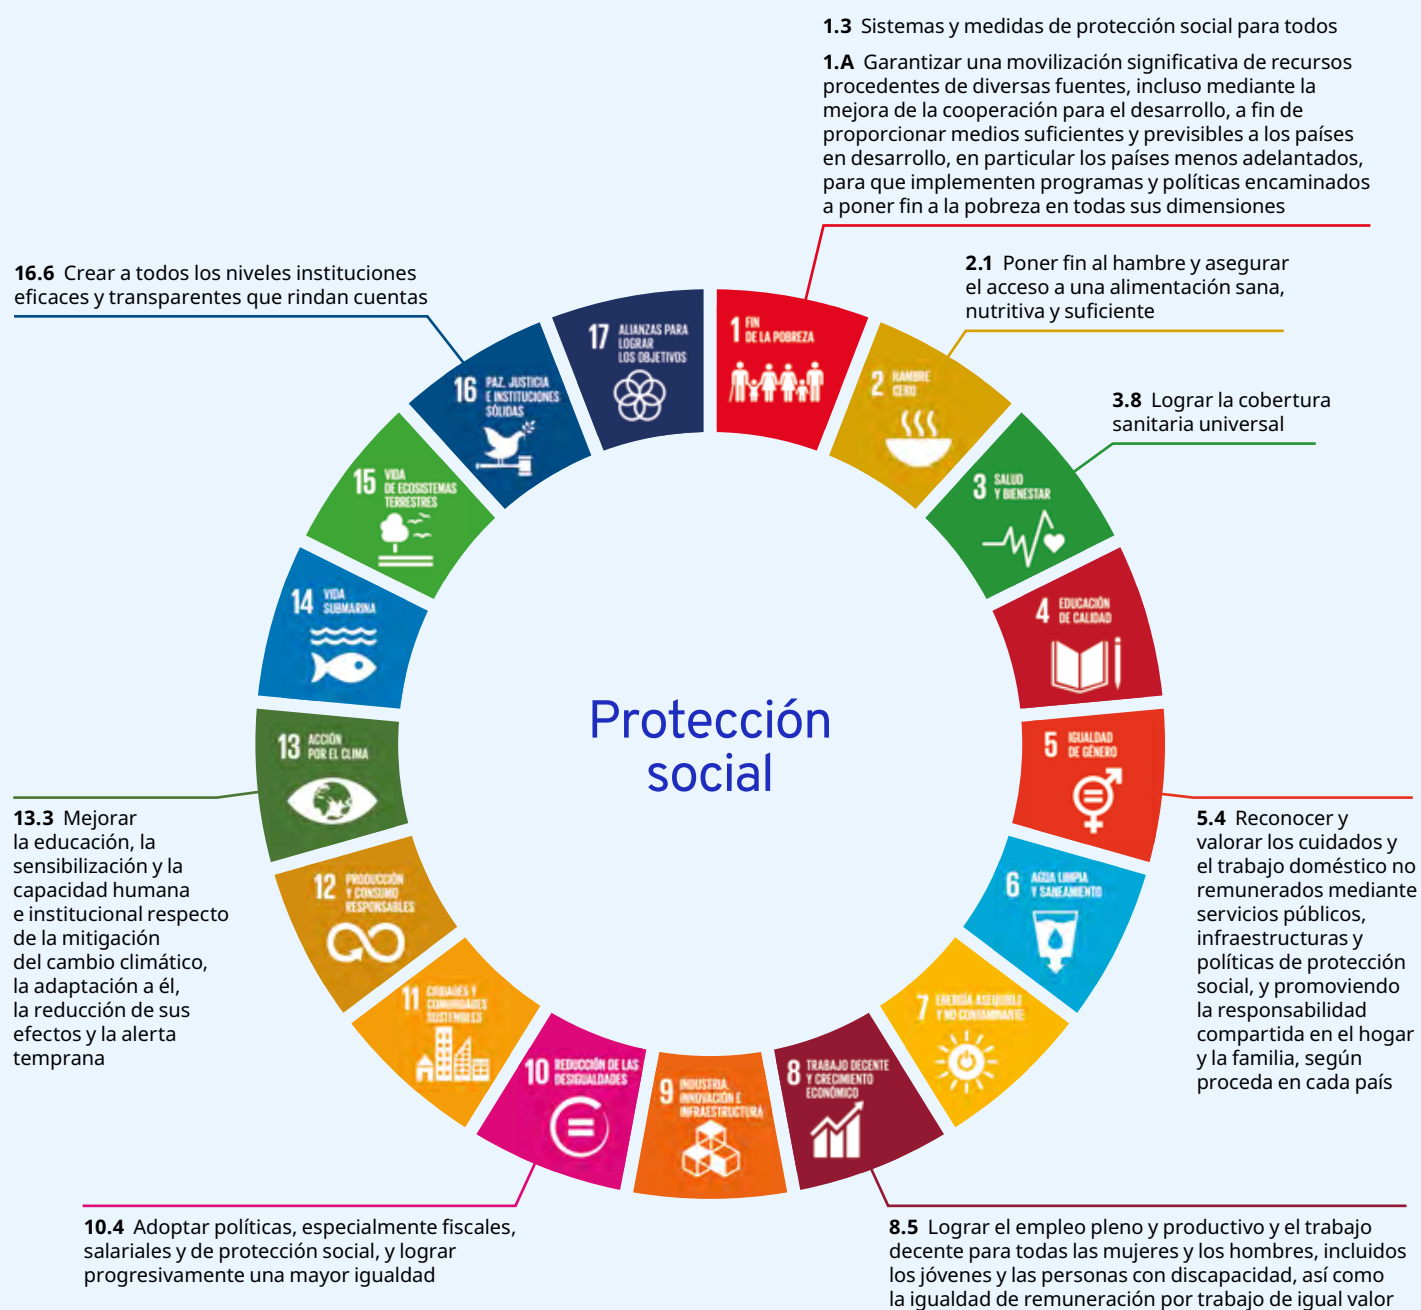 1.3 Sistemas y medidas de protección social para todos
1.A Garantizar una movilización significativa de recursos
procedentes de diversas fuentes, incluso mediante la
mejora de la cooperación para el desarrollo, a fin de
proporcionar medios suficientes y previsibles a los países
en desarrollo, en particular los países menos adelantados,
para que implementen programas y políticas encaminados
a poner fin a la pobreza en todas sus dimensiones
2.1 Poner fin al hambre y asegurar
el acceso a una alimentación sana,
nutritiva y suficiente
3.8 Lograr la cobertura
sanitaria universal
5.4 Reconocer y
valorar los cuidados y
el trabajo doméstico no
remunerados mediante
servicios públicos,
infraestructuras y
políticas de protección
social, y promoviendo
la responsabilidad
compartida en el hogar
y la familia, según
proceda en cada país
8.5 Lograr el empleo pleno y productivo y el trabajo
decente para todas las mujeres y los hombres, incluidos
los jóvenes y las personas con discapacidad, así como
la igualdad de remuneración por trabajo de igual valor
10.4 Adoptar políticas, especialmente fiscales,
salariales y de protección social, y lograr
progresivamente una mayor igualdad
13.3 Mejorar
la educación, la
sensibilización y la
capacidad humana
e institucional respecto
de la mitigación
del cambio climático,
la adaptación a él,
la reducción de sus
efectos y la alerta
temprana
16.6 Crear a todos los niveles instituciones
eficaces y transparentes que rindan cuentas
1 FIN
DE LA POBREZA
2 HAMBRE
CERO
3 SALUD
Y BIENESTAR
4 EDUCACIÓN
DE CALIDAD
5 IGUALDAD
DE GÉNERO
6 AGUA LIMPIA
Y SANEAMIENTO
7 ENERGÍA ASEQUIBLE
Y NO CONTAMINANTE
8 TRABAJO DECENTE
Y CRECIMIENTO
ECONÓMICO
9 INDUSTRIA,
INNOVACIÓN E
INFRAESTRUCTURA
10 REDUCCIÓN DE LAS
DESIGUALDADES
11 CIUDADES Y
COMUNIDADES
SOSTENIBLES
12 PRODUCCIÓN
Y CONSUMO
RESPONSABLES
13 ACCIÓN
POR EL CLIMA
14 VIDA
SUBMARINA
15 VIDA
DE ECOSISTEMAS
TERRESTRES
16 PAZ, JUSTICIA
E INSTITUCIONES
SÓLIDAS
17 ALIANZAS PARA
LOGRAR
LOS OBJETIVOS
Protección
social